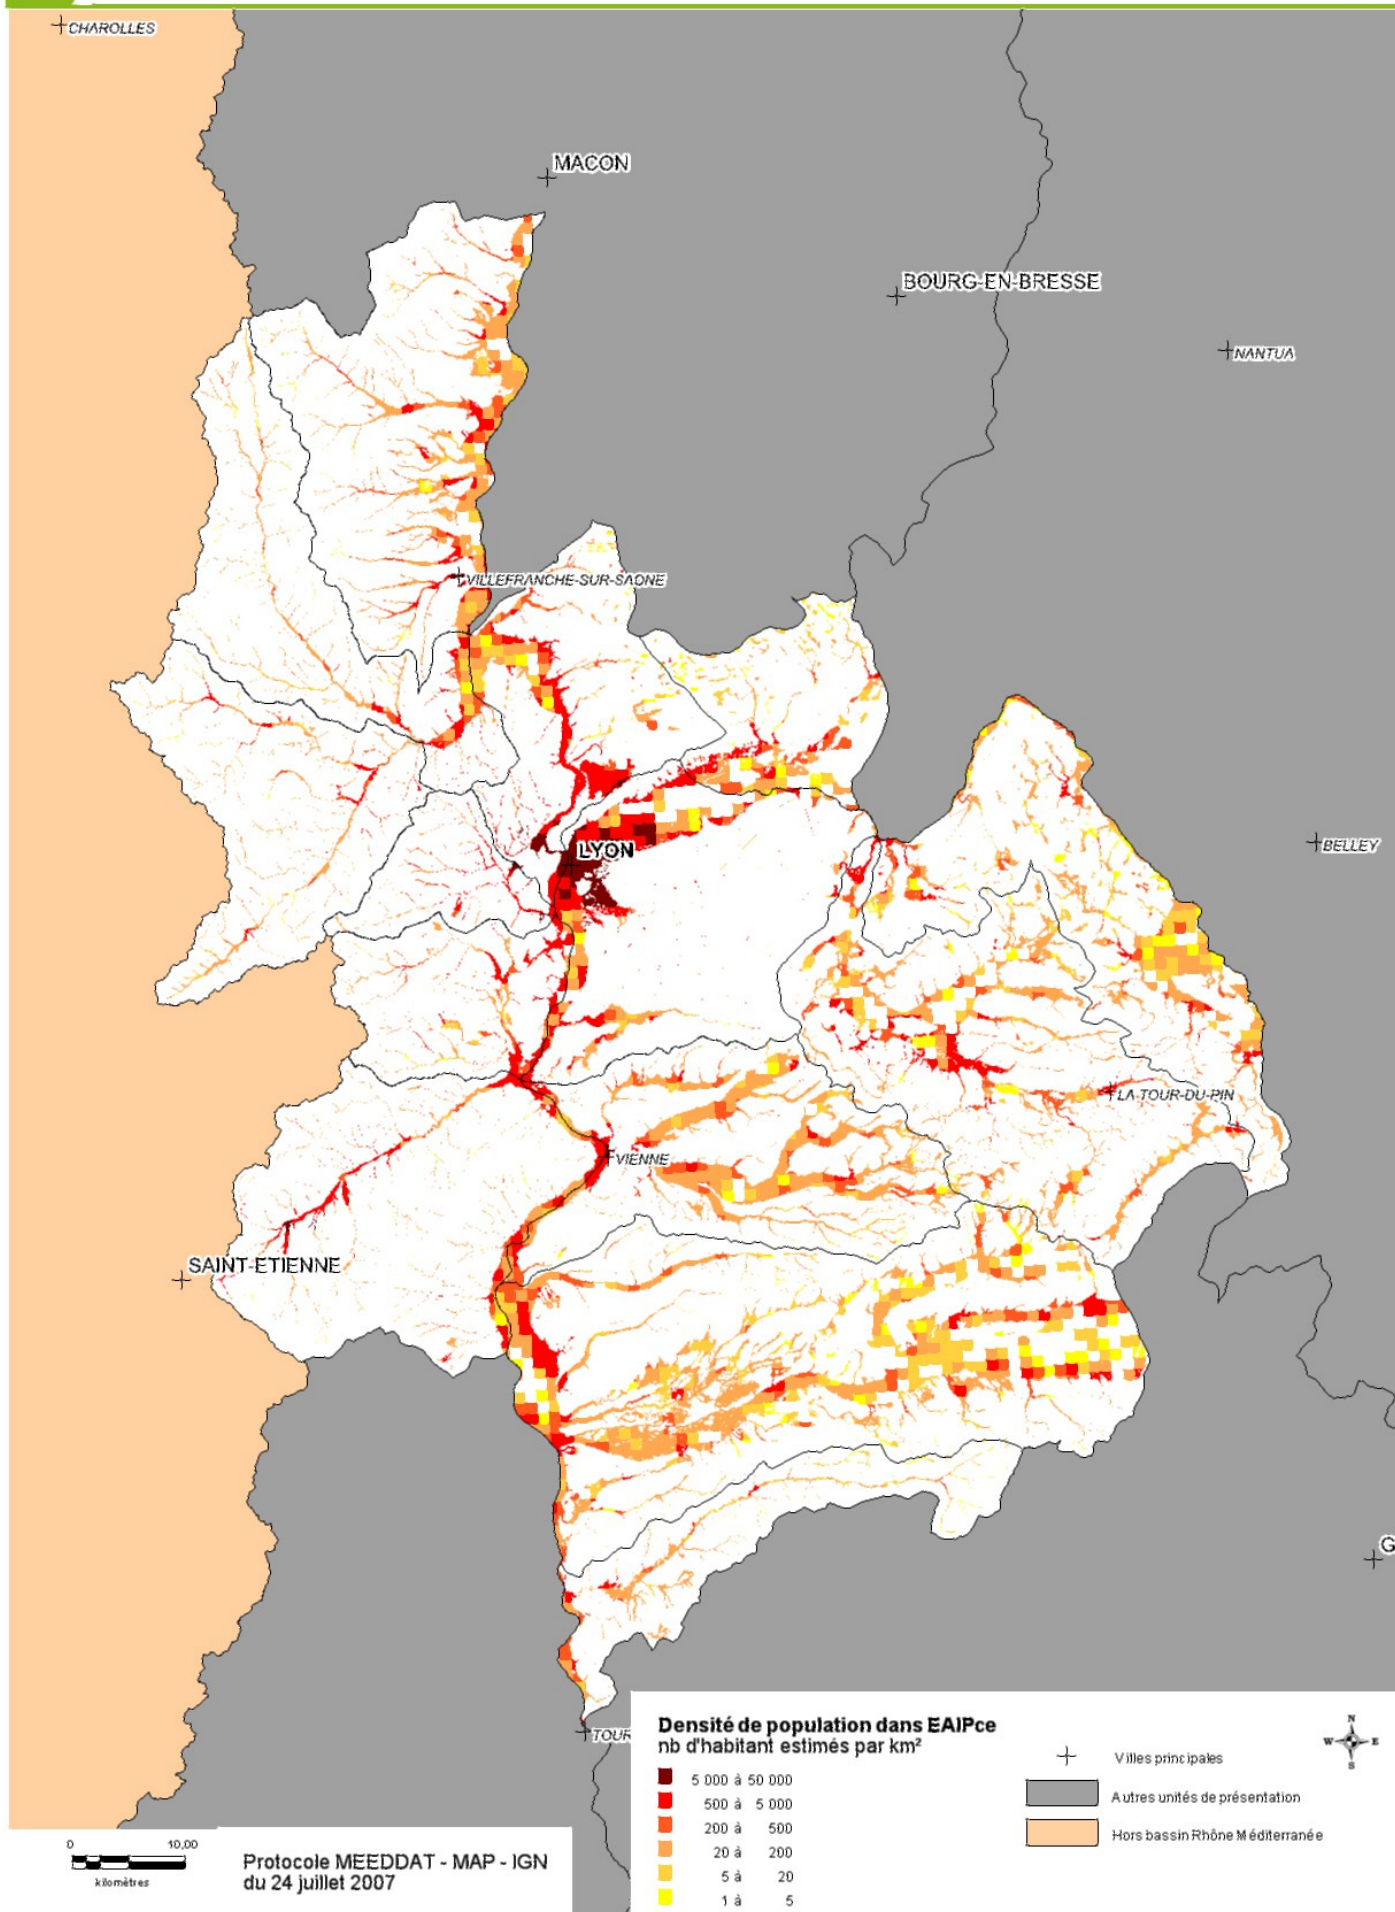 CHAROLLES
MACON
BOURG-EN-BRESSE
NANTUA
VILLEFRANCHE-SUR-SAONE
LYON
BELLEY
LA-TOUR-DU-PIN
VIENNE
SAINT-ETIENNE
G
TOUR
Densité de population dans EAIPce
nb d'habitant estimés par km²
5 000 à 50 000
500 à 5 000
200 à 500
20 à 200
5 à 20
1 à 5
Villes principales
Autres unités de présentation
Hors bassin Rhône Méditerranée
N
W E
S
0 10,00
kilomètres
Protocole MEEDDAT - MAP - IGN
du 24 juillet 2007